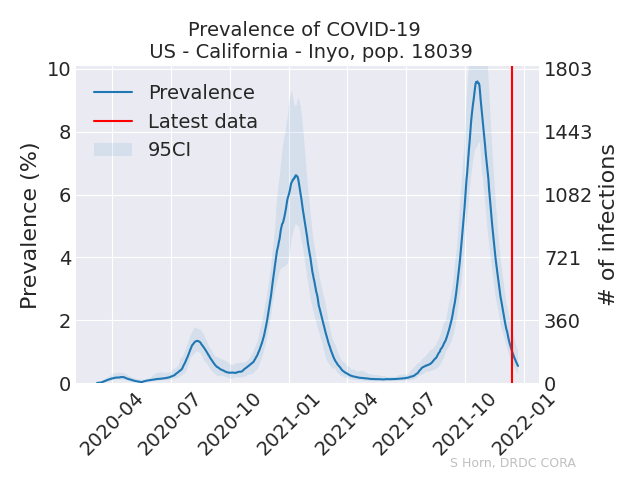 Prevalence of COVID-19
US - California - Inyo, pop. 18039
Prevalence
Latest data
95CI
Prevalence (%)
10
8
6
4
2
0
1803
1443
1082
721
360
0
# of infections
2020-04
2020-07
2020-10
2021-01
2021-04
2021-07
2021-10
2022-01
S Horn, DRDC CORA